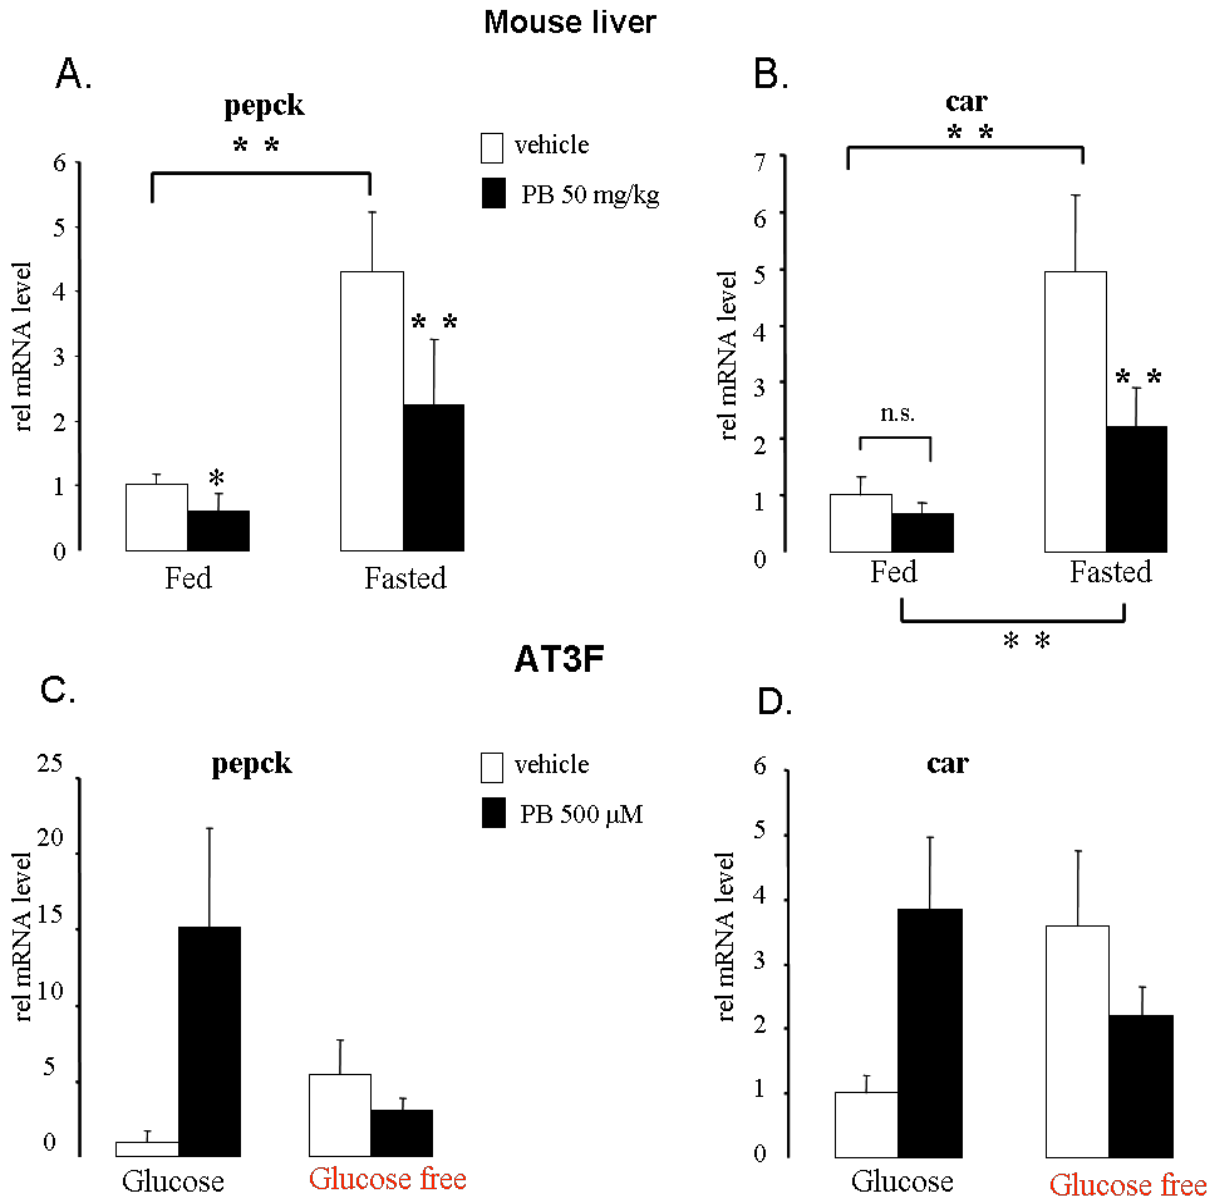 Mouse liver
A.
pepck
* *
vehicle
PB 50 mg/kg
6
5
4
3
2
1
0
rel mRNA level
*
* *
Fed
Fasted
B.
car
* *
7
6
5
4
3
2
1
0
rel mRNA level
n.s.
* *
Fed
Fasted
* *
AT3F
C.
pepck
vehicle
PB 500 μM
25
20
15
10
5
0
rel mRNA level
Glucose
Glucose free
D.
car
6
5
4
3
2
1
0
rel mRNA level
Glucose
Glucose free